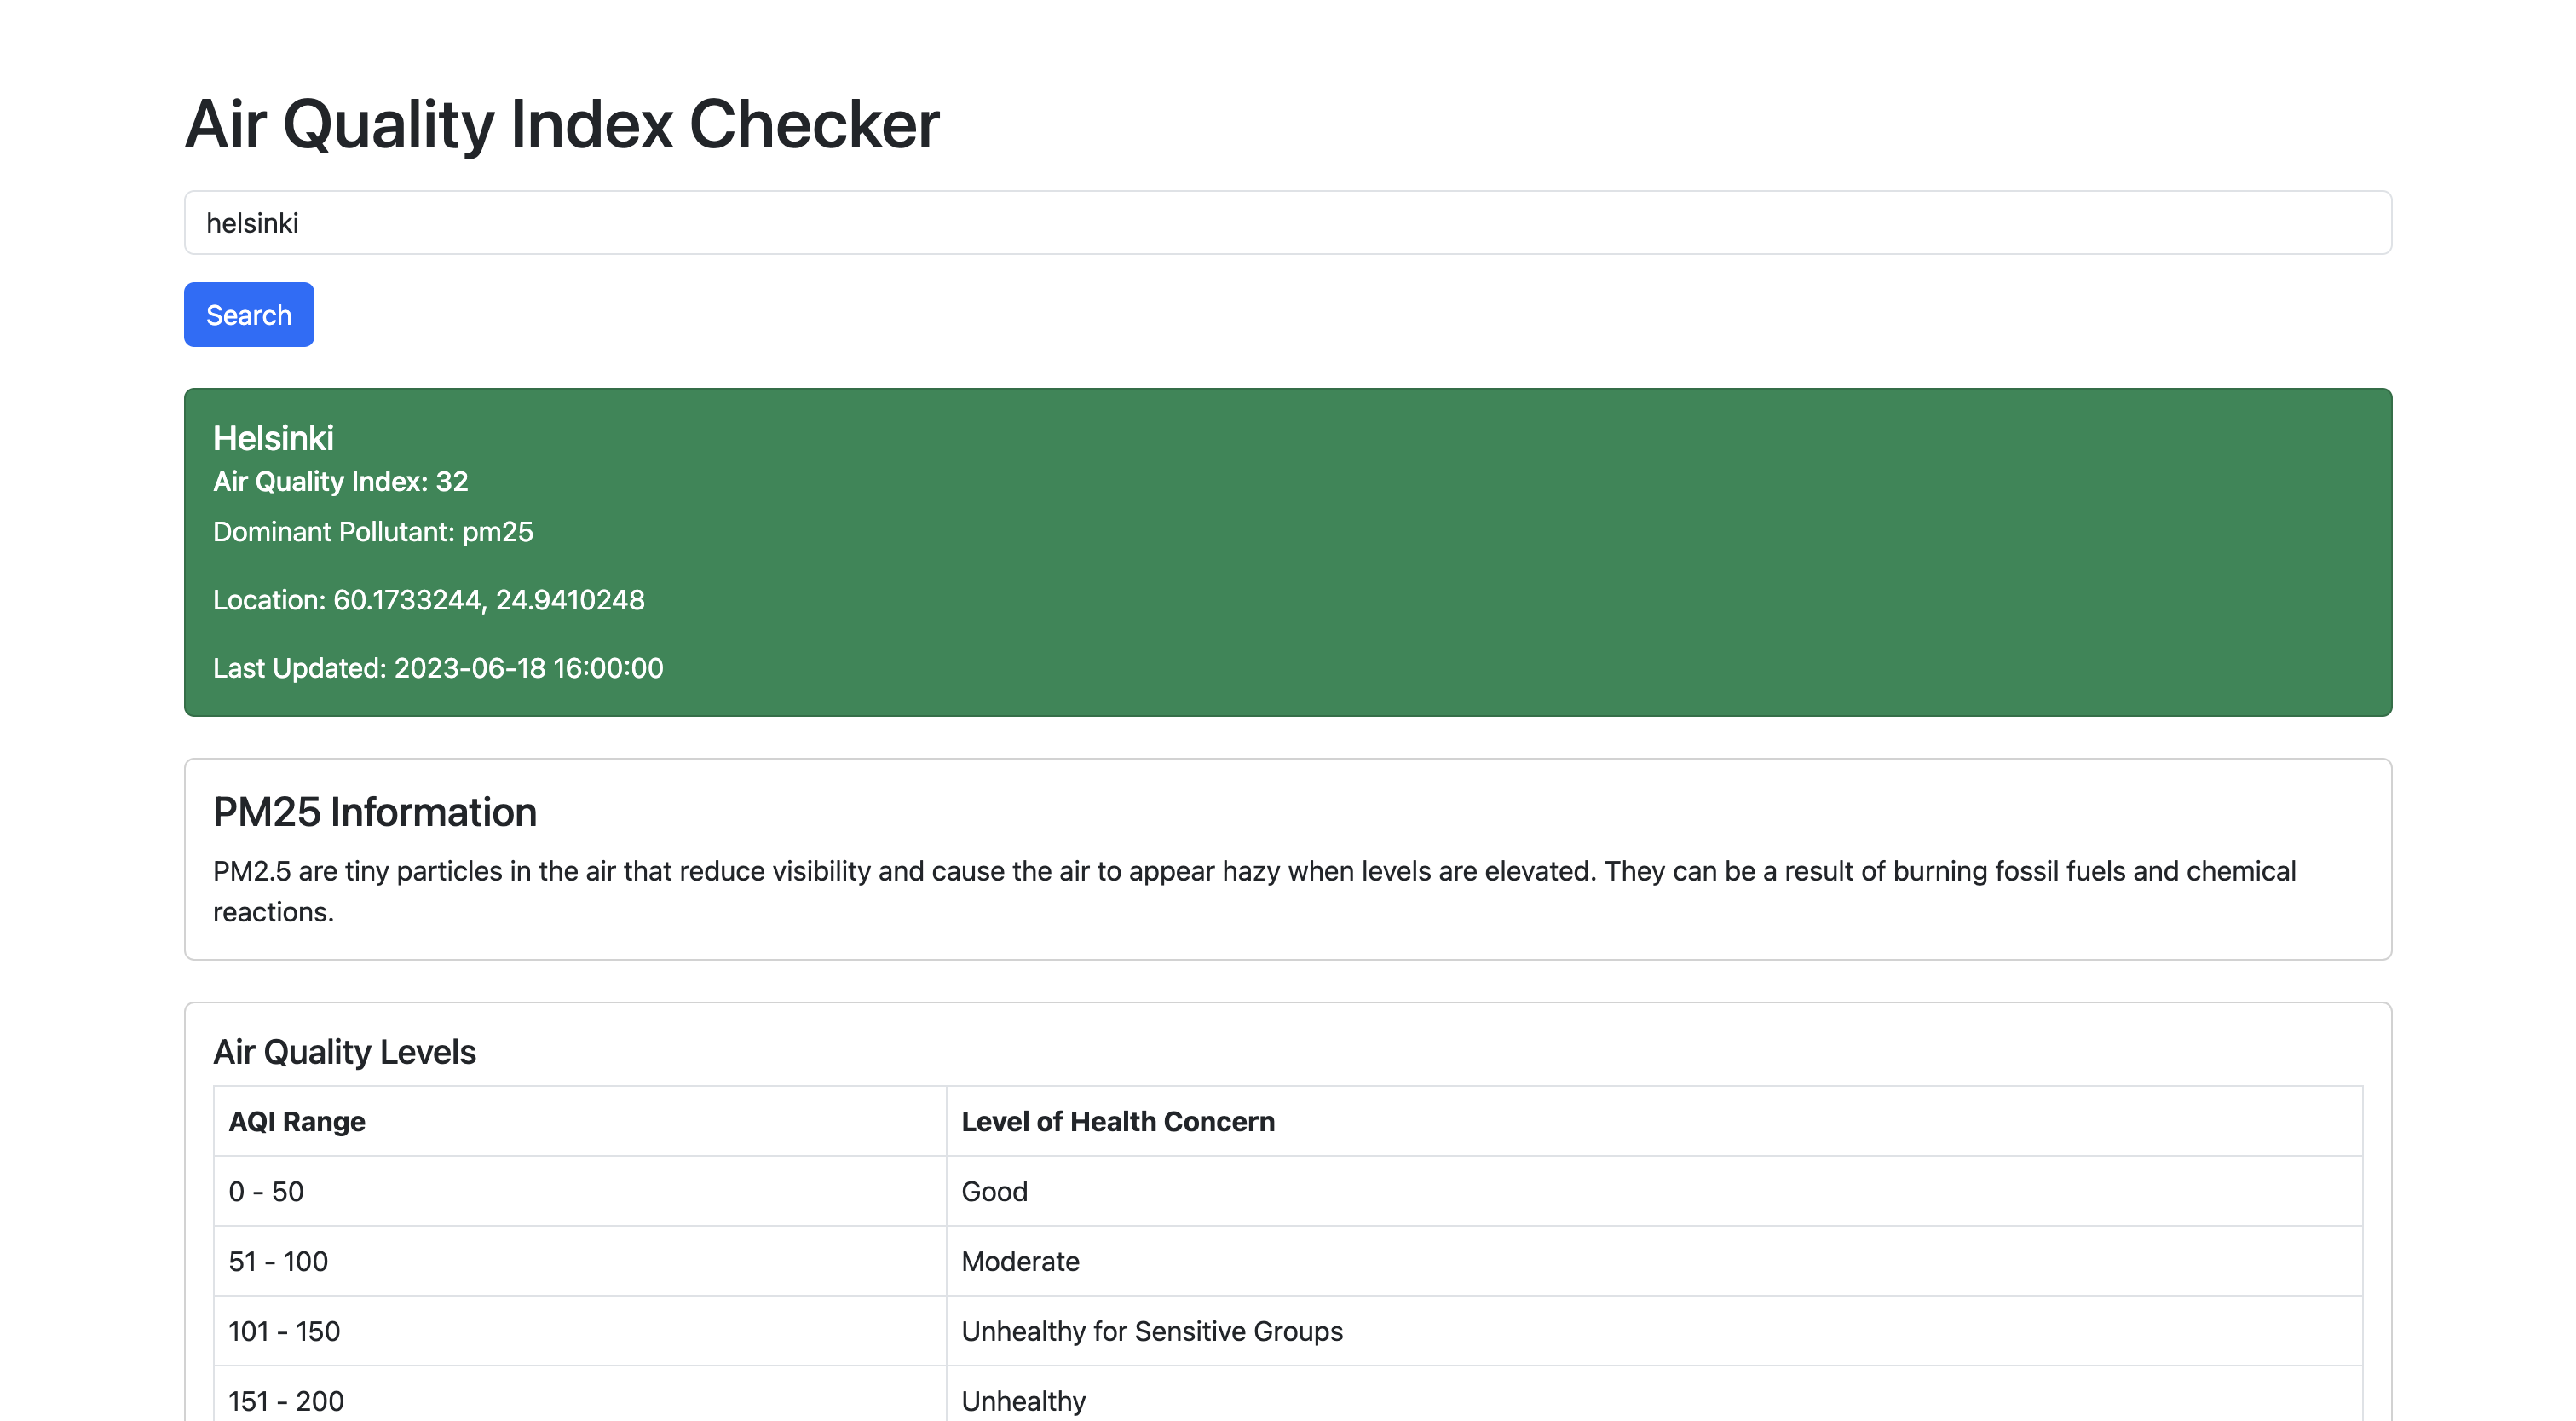 Air Quality Index Checker
helsinki
Search
Helsinki
Air Quality Index: 32
Dominant Pollutant: pm25
Location: 60.1733244, 24.9410248
Last Updated: 2023-06-18 16:00:00
PM25 Information
PM2.5 are tiny particles in the air that reduce visibility and cause the air to appear hazy when levels are elevated. They can be a result of burning fossil fuels and chemical
reactions.
Air Quality Levels
AQI Range Level of Health Concern
0 - 50 Good
51 - 100 Moderate
101 - 150 Unhealthy for Sensitive Groups
151 - 200 Unhealthy